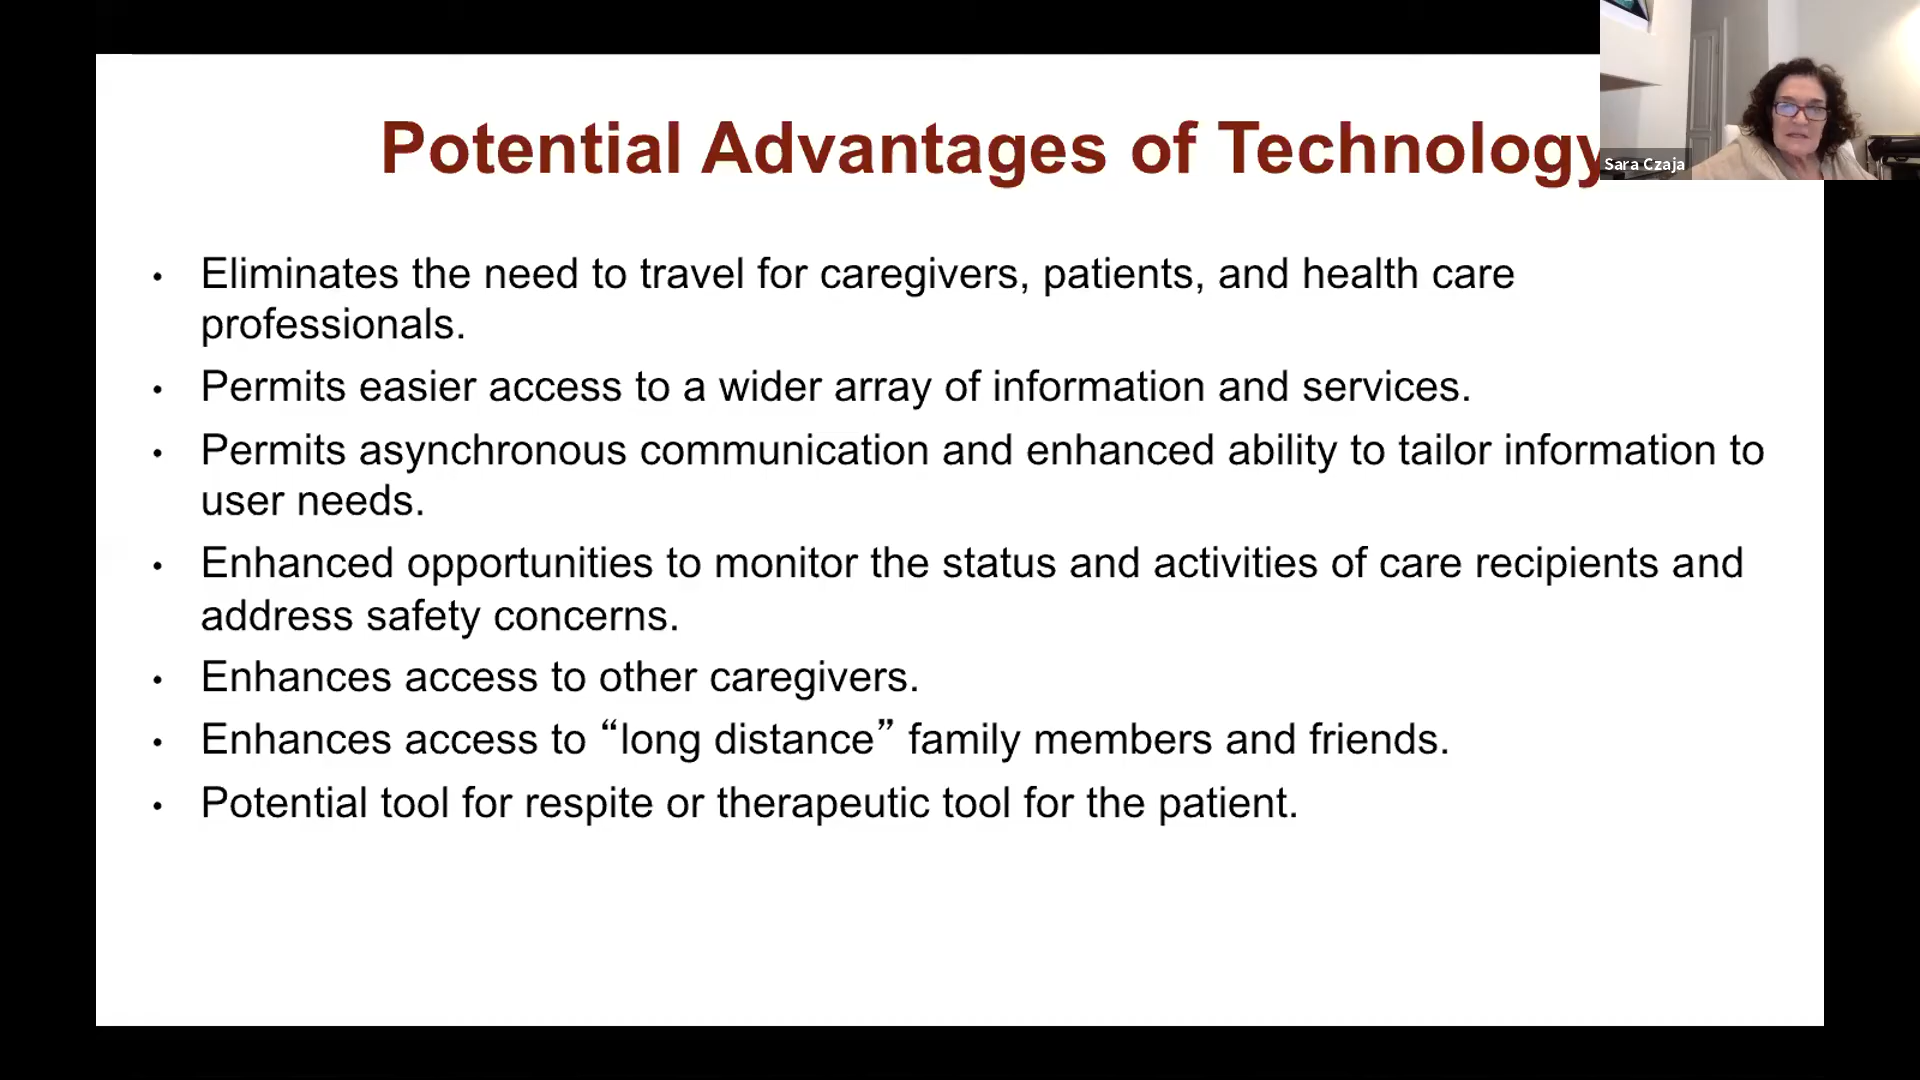 Potential Advantages of Technology
Sara Czaja
• Eliminates the need to travel for caregivers, patients, and health care
professionals.
• Permits easier access to a wider array of information and services.
• Permits asynchronous communication and enhanced ability to tailor information to
user needs.
• Enhanced opportunities to monitor the status and activities of care recipients and
address safety concerns.
• Enhances access to other caregivers.
• Enhances access to “long distance” family members and friends.
• Potential tool for respite or therapeutic tool for the patient.